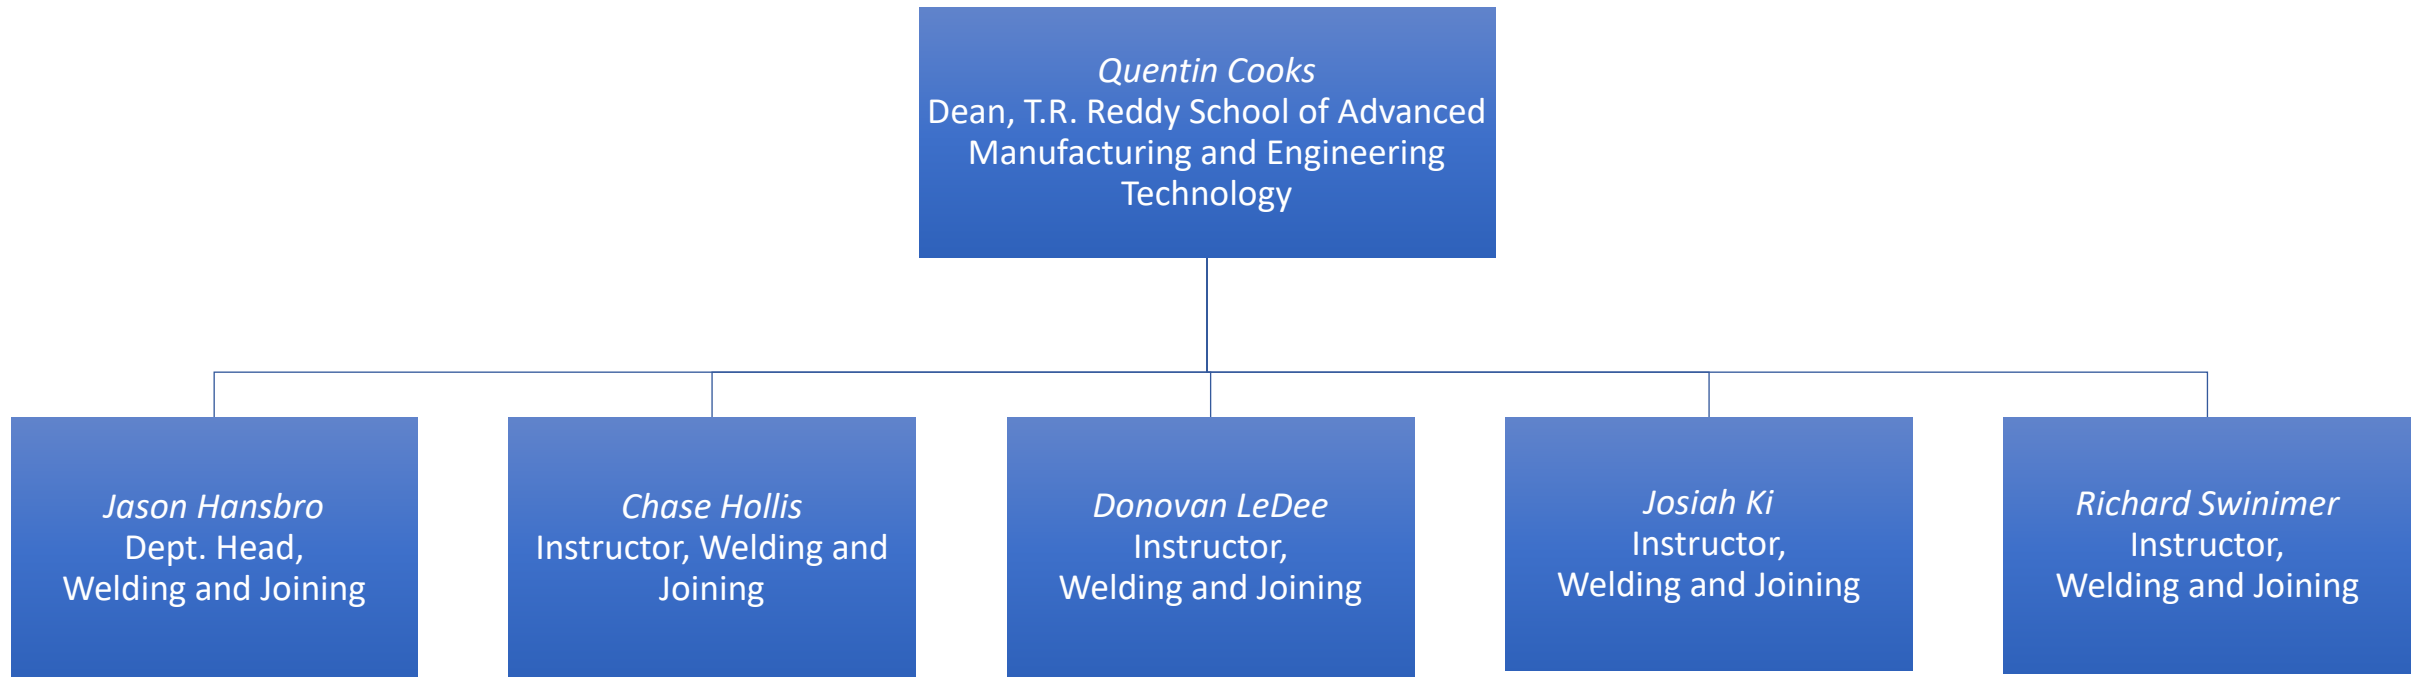 Quentin Cooks
Dean, T.R. Reddy School of Advanced
Manufacturing and Engineering
Technology
Jason Hansbro
Dept. Head,
Welding and Joining
Chase Hollis
Instructor, Welding and
Joining
Donovan LeDee
Instructor,
Welding and Joining
Josiah Ki
Instructor,
Welding and Joining
Richard Swinimer
Instructor,
Welding and Joining